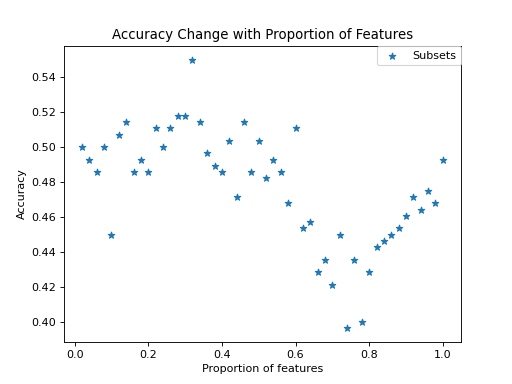 Accuracy Change with Proportion of Features
Subsets
Accuracy
0.54
0.52
0.50
0.48
0.46
0.44
0.42
0.40
0.0 0.2 0.4 0.6 0.8 1.0
Proportion of features